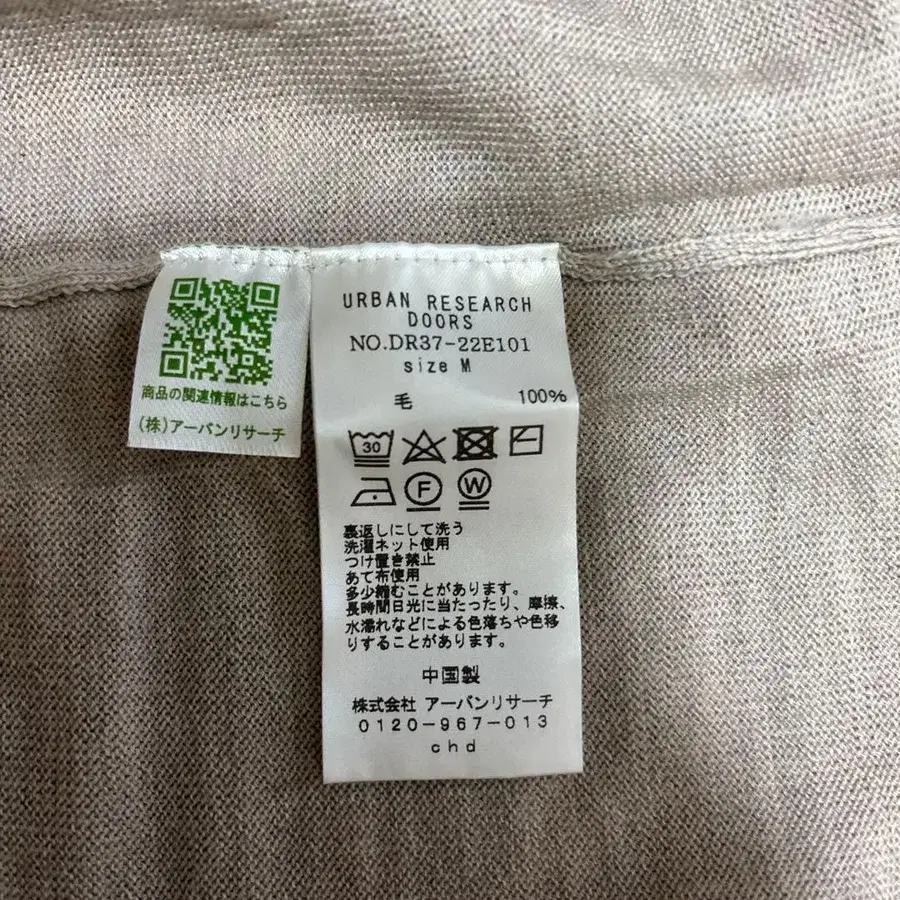 商品の関連情報はこちら
(株)アーバンリサーチ
URBAN RESEARCH
DOORS
NO.DR37-22E101
size M
毛 100%
30
F W
裏返しにして洗う
洗濯ネット使用
つけ置き禁止
あて布使用
多少縮むことがあります。
長時間日光に当たったり、摩擦、
水濡れなどによる色落ちや色移
りすることがあります。
中国製
株式会社 アーバンリサーチ
0120-967-013
chd